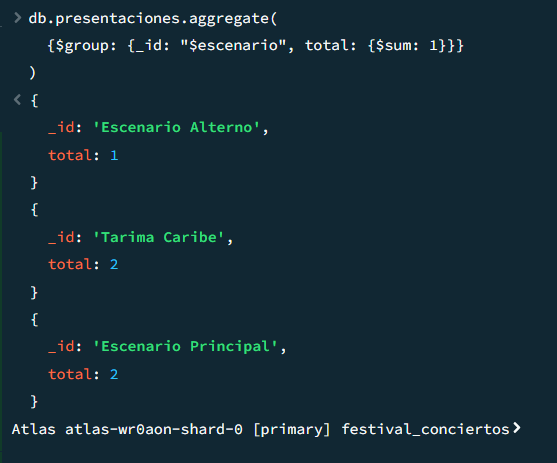 > db.presentaciones.aggregate(
{$group: {_id: "$escenario", total: {$sum: 1}}}
)
< {
_id: 'Escenario Alterno',
total: 1
}
{
_id: 'Tarima Caribe',
total: 2
}
{
_id: 'Escenario Principal',
total: 2
}
Atlas atlas-wr0aon-shard-0 [primary] festival_conciertos>